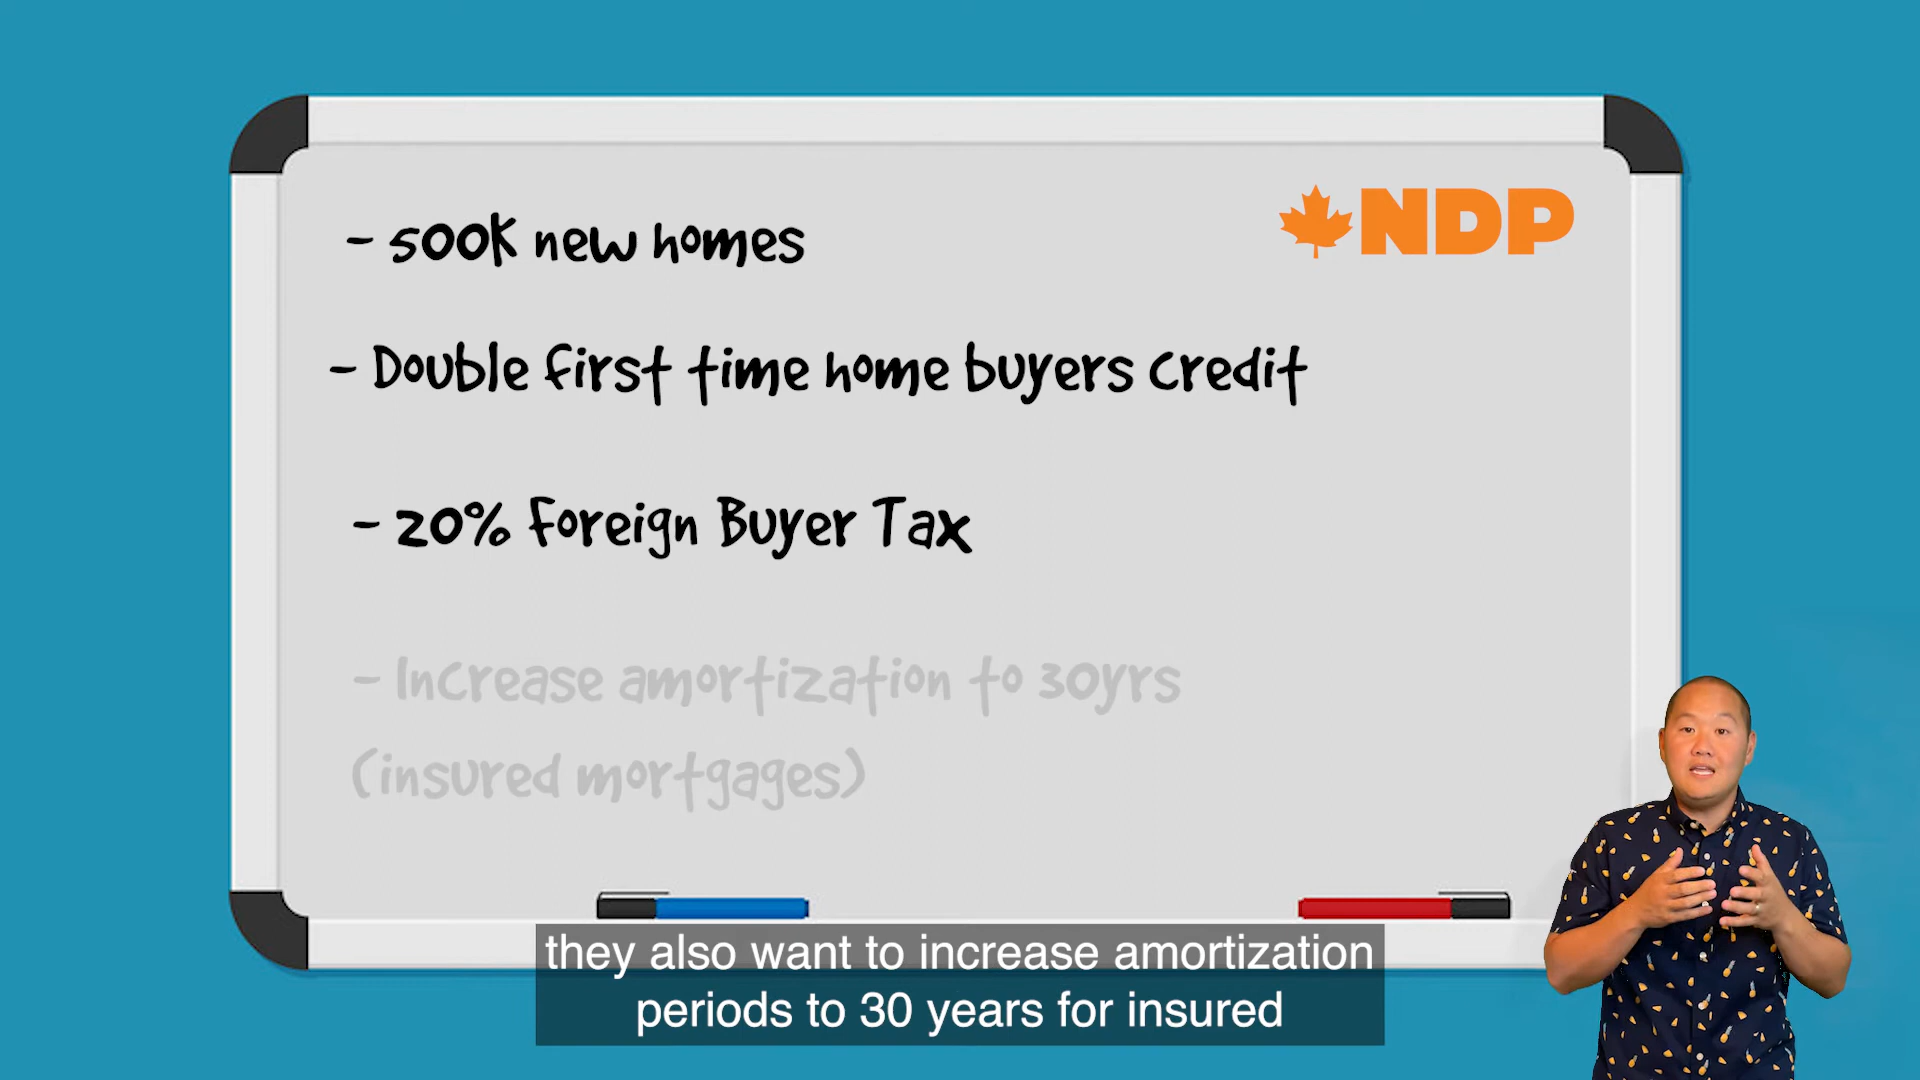 - 500K new homes
NDP
- Double first time home buyers credit
- 20% Foreign Buyer Tax
- Increase amortization to 30yrs
(insured mortgages)
they also want to increase amortization
periods to 30 years for insured